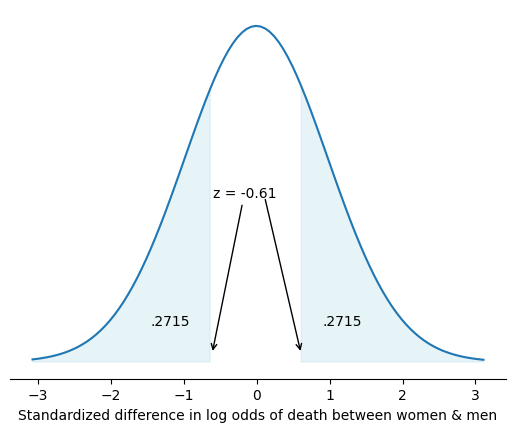 z = -0.61
.2715 .2715
−3 −2 −1 0 1 2 3
Standardized difference in log odds of death between women & men